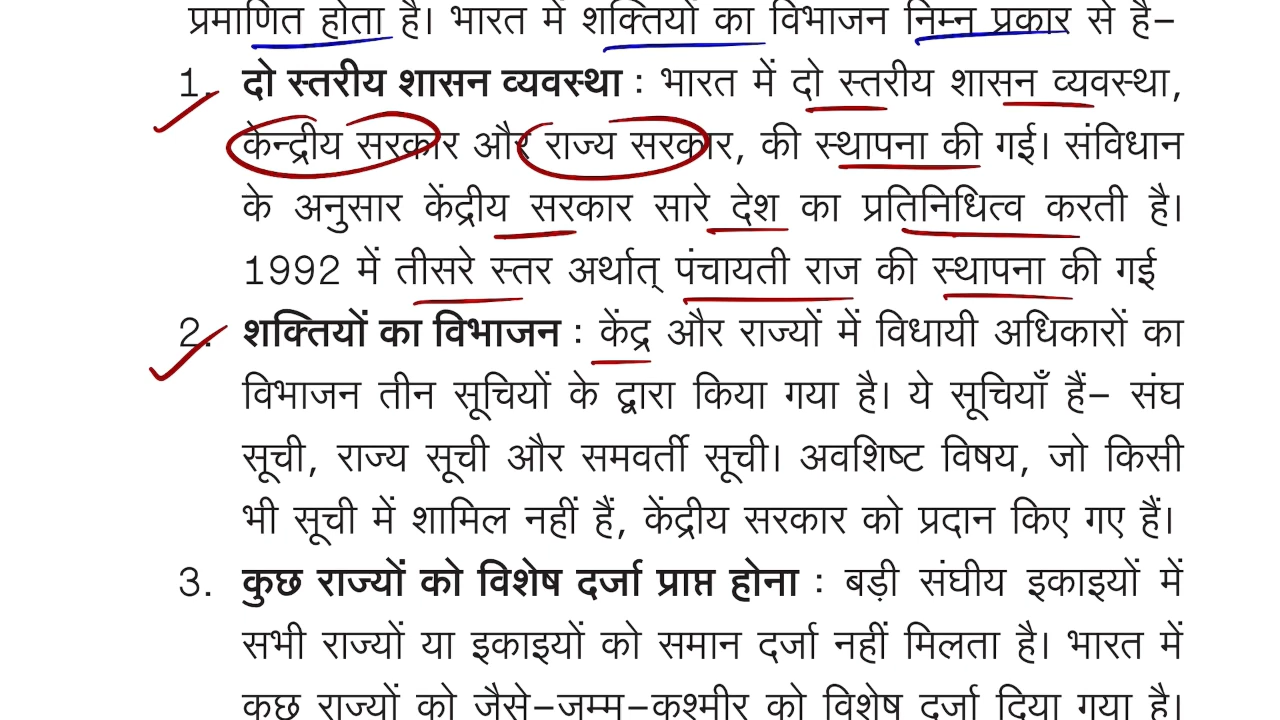 प्रमाणित होता है। भारत में शक्तियों का विभाजन निम्न प्रकार से है–
1. दो स्तरीय शासन व्यवस्था : भारत में दो स्तरीय शासन व्यवस्था,
केन्द्रीय सरकार और राज्य सरकार, की स्थापना की गई। संविधान
के अनुसार केंद्रीय सरकार सारे देश का प्रतिनिधित्व करती है।
1992 में तीसरे स्तर अर्थात् पंचायती राज की स्थापना की गई
2. शक्तियों का विभाजन : केंद्र और राज्यों में विधायी अधिकारों का
विभाजन तीन सूचियों के द्वारा किया गया है। ये सूचियाँ हैं– संघ
सूची, राज्य सूची और समवर्ती सूची। अवशिष्ट विषय, जो किसी
भी सूची में शामिल नहीं हैं, केंद्रीय सरकार को प्रदान किए गए हैं।
3. कुछ राज्यों को विशेष दर्जा प्राप्त होना : बड़ी संघीय इकाइयों में
सभी राज्यों या इकाइयों को समान दर्जा नहीं मिलता है। भारत में
कुछ राज्यों को जैसे–जम्मू–कश्मीर को विशेष दर्जा दिया गया है।